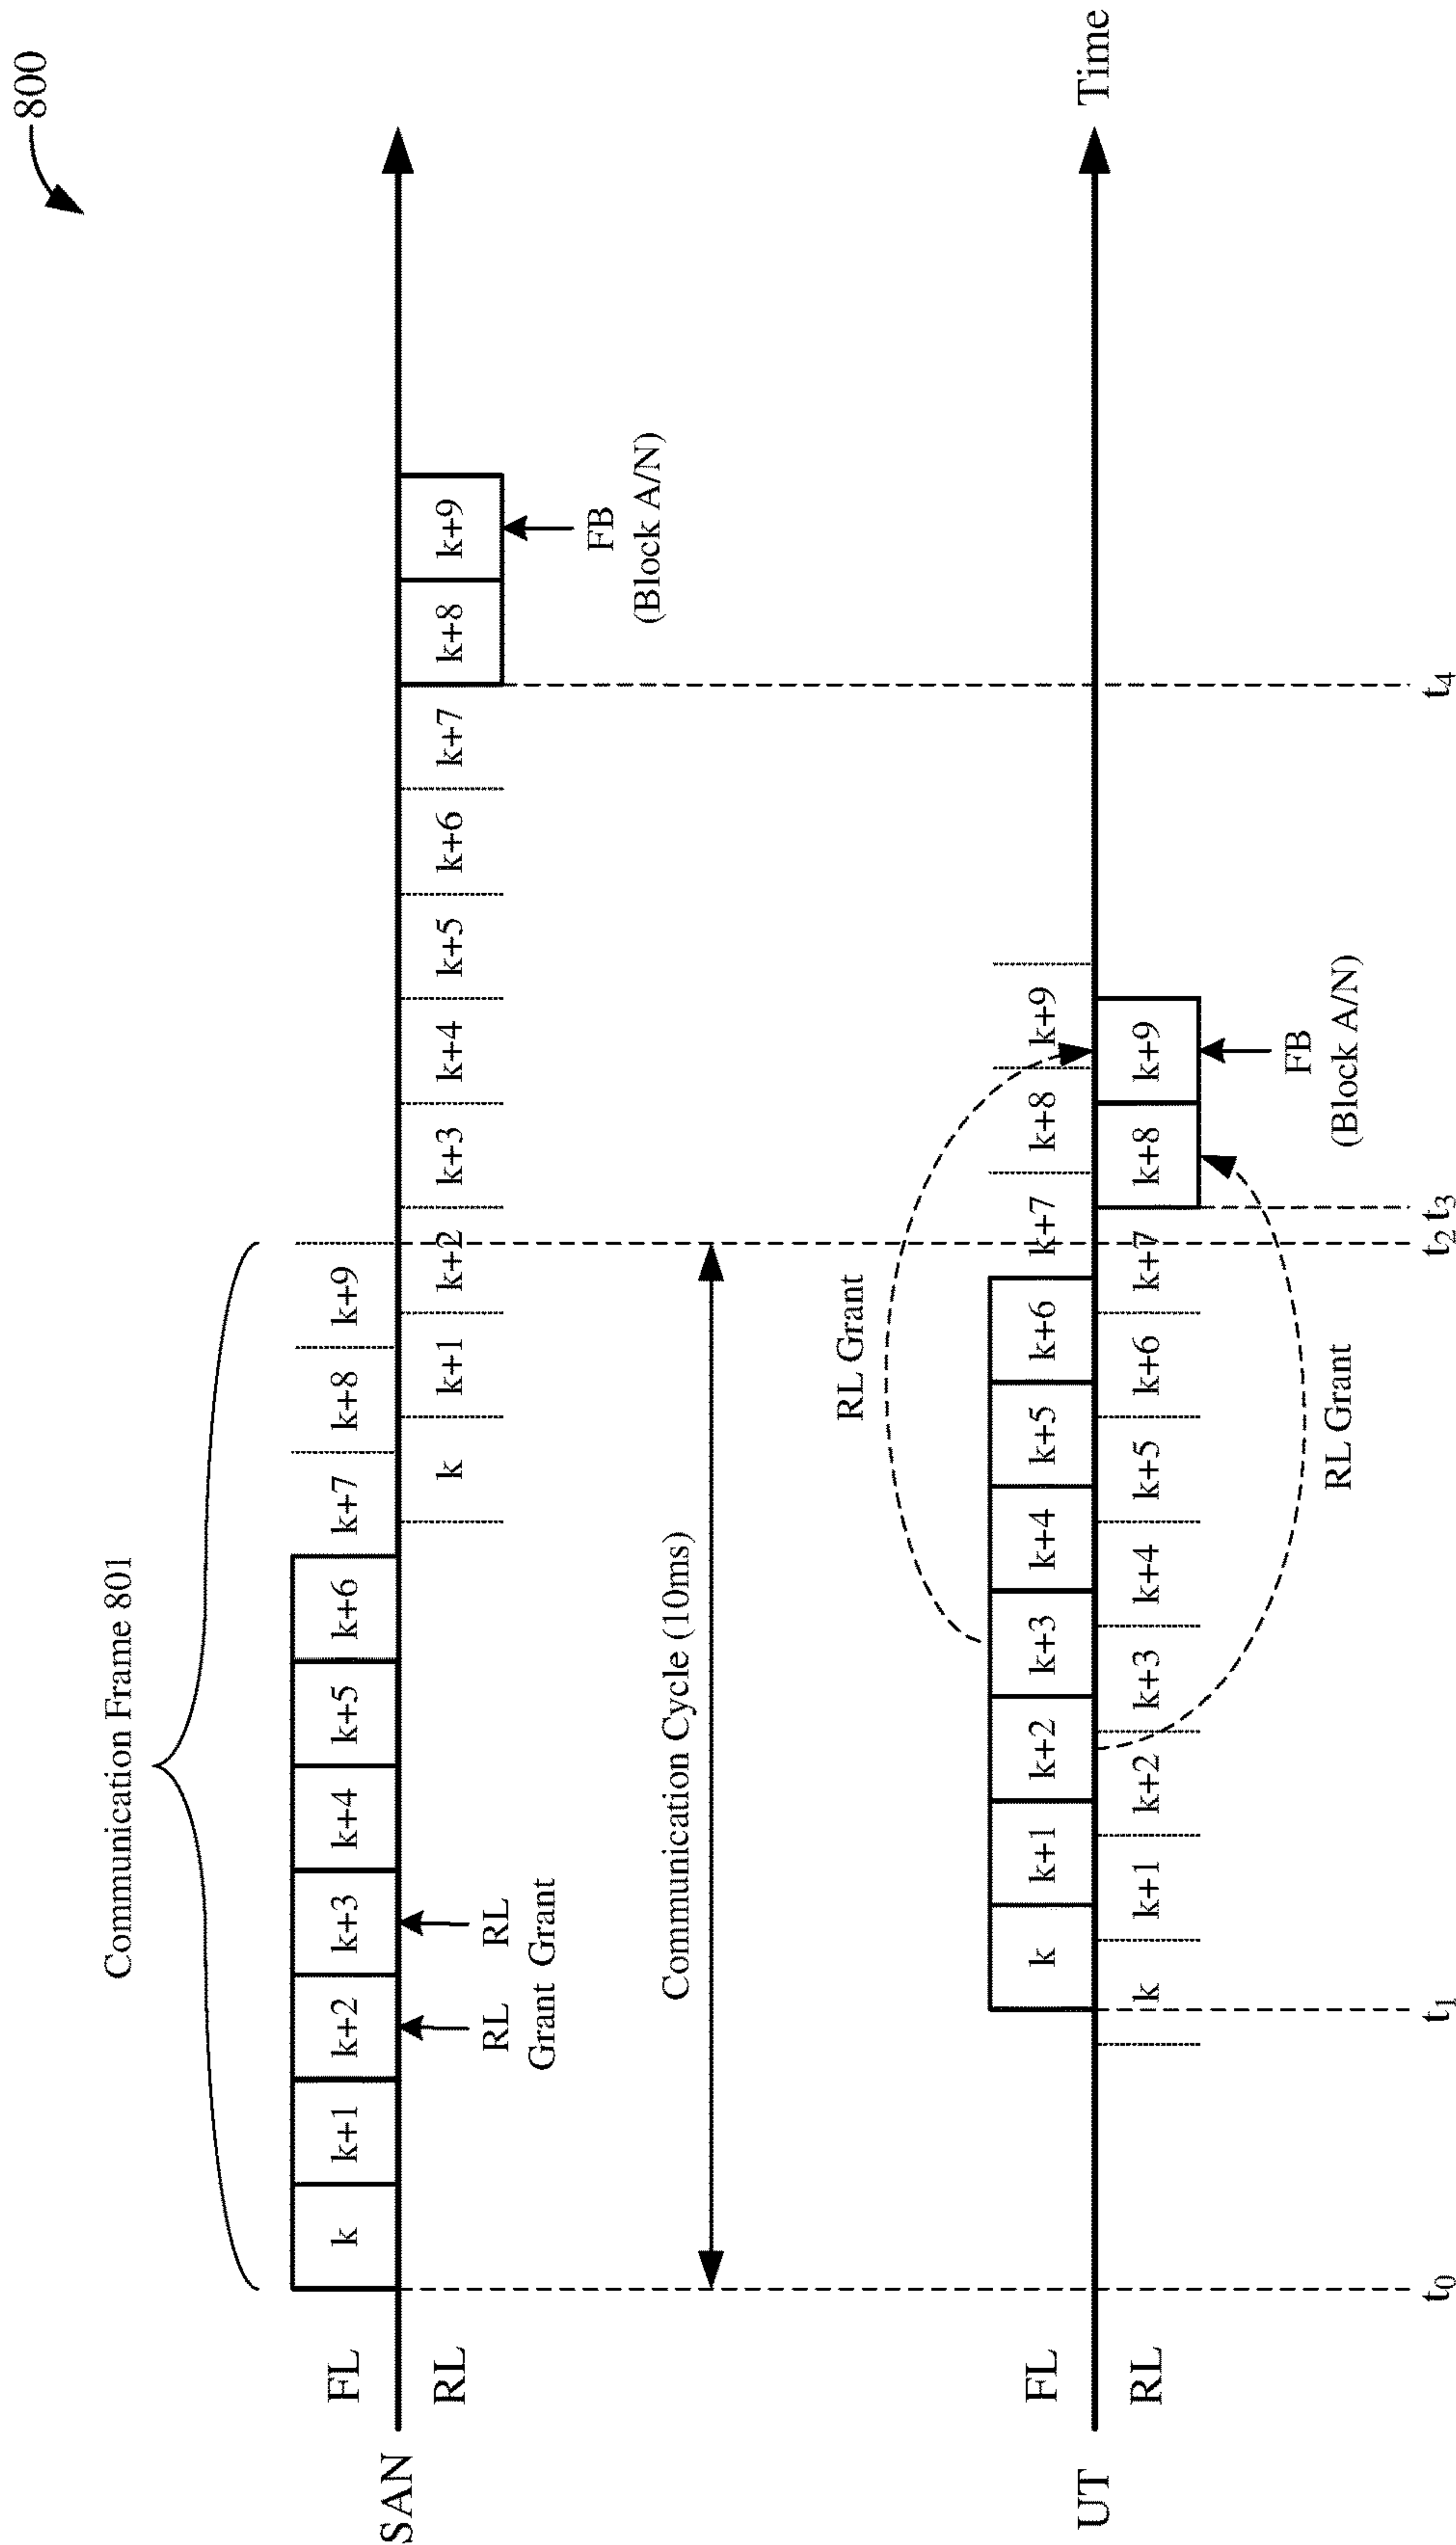 800
Communication Frame 801
FL k k+1 k+2 k+3 k+4 k+5 k+6 k+7 k+8 k+9
SAN
RL k k+1 k+2 k+3 k+4 k+5 k+6 k+7 k+8 k+9
RL RL
Grant Grant
FB
(Block A/N)
Communication Cycle (10ms)
RL Grant
FL k k+1 k+2 k+3 k+4 k+5 k+6 k+7 k+8 k+9
UT
Time
RL k k+1 k+2 k+3 k+4 k+5 k+6 k+7 k+8 k+9
FB
(Block A/N)
RL Grant
t0 t1 t2 t3 t4